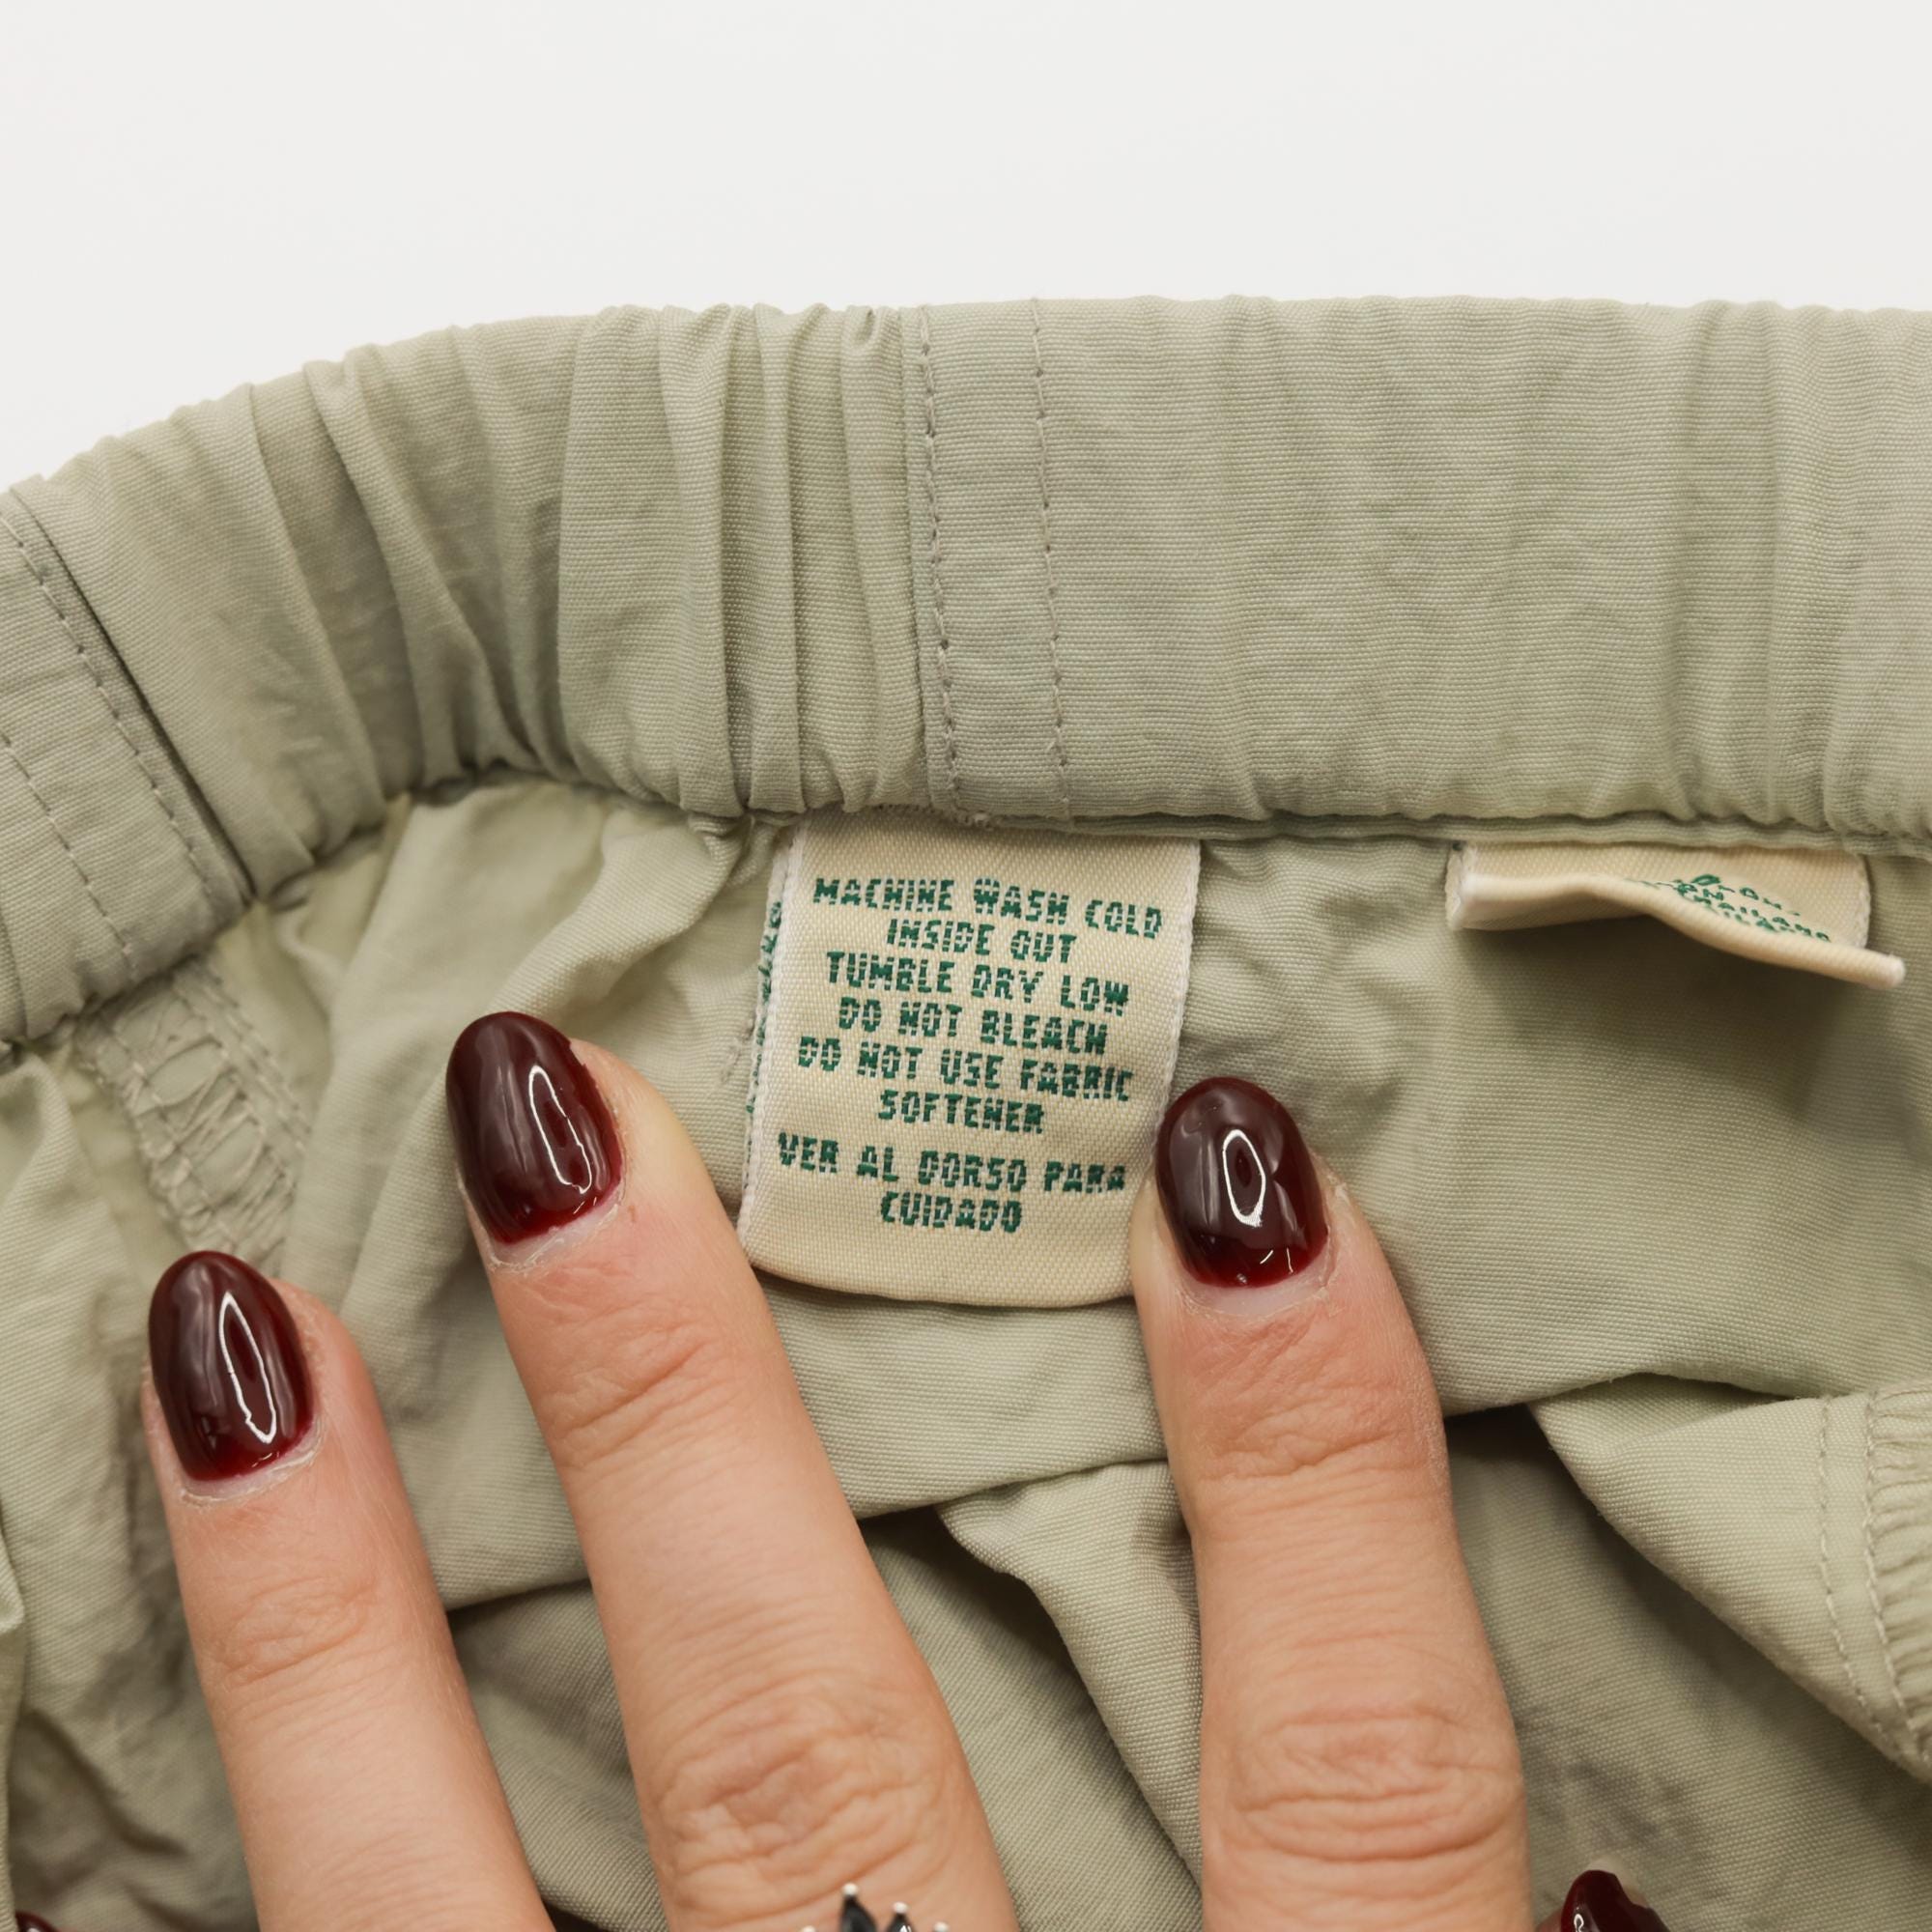 MACHINE WASH COLD
INSIDE OUT
TUMBLE DRY LOW
DO NOT BLEACH
DO NOT USE FABRIC
SOFTENER
VER AL DORSO PARA
CUIDADO